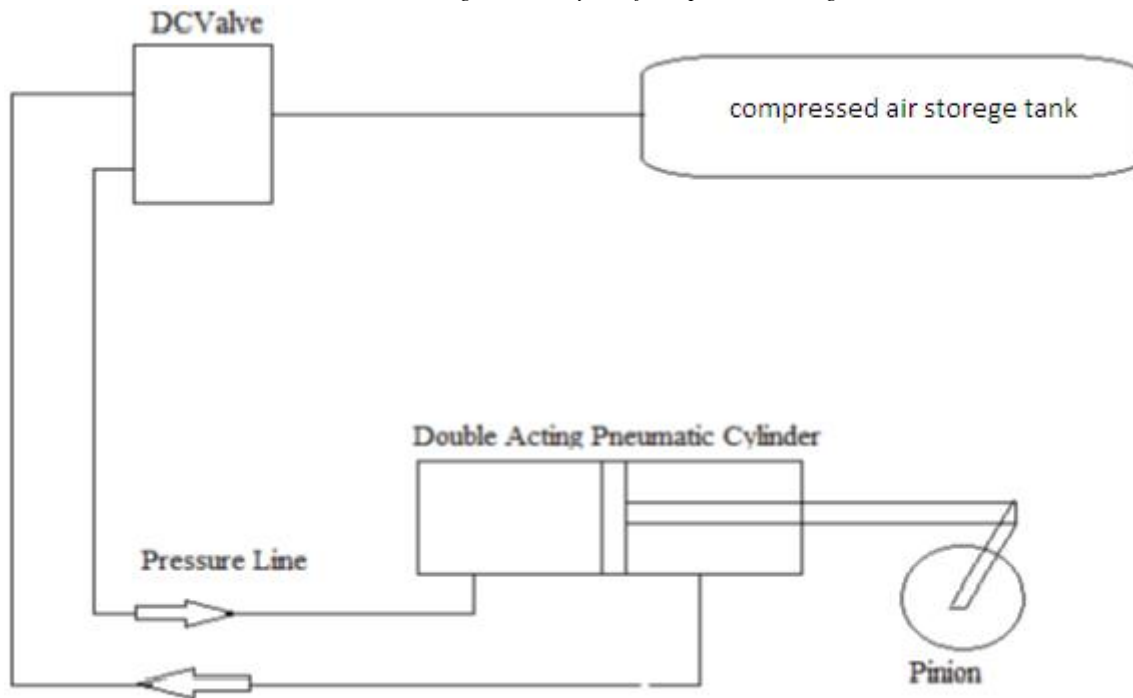 DCValve
compressed air storege tank
Double Acting Pneumatic Cylinder
Pressure Line
Pinion